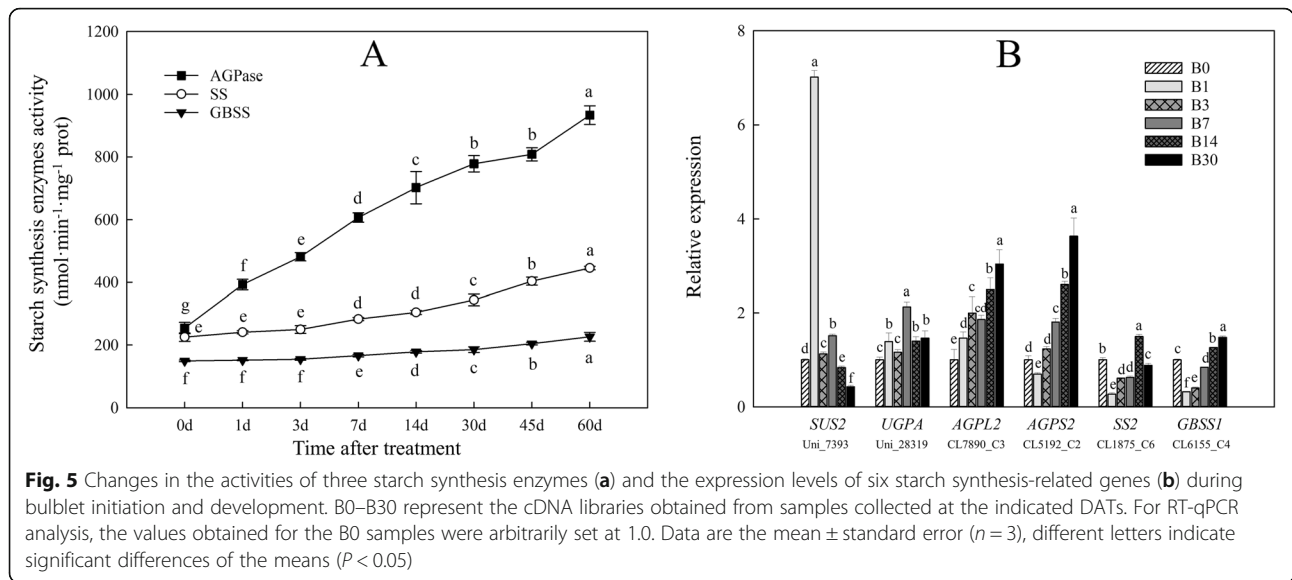 A
B
1200
1000
800
600
400
200
0
Starch synthesis enzymes activity
(nmol·min⁻¹·mg⁻¹ prot)
AGPase
SS
GBSS
g f e d c b b a
e e e d d c b a
f f f e d c b a
0d 1d 3d 7d 14d 30d 45d 60d
Time after treatment
8
6
4
2
0
Relative expression
B0
B1
B3
B7
B14
B30
d a c b e f
c b c a b b
e d c cd b a
d e d c b a
b e d d a c
c f e d b a
SUS2 UGPA AGPL2 AGPS2 SS2 GBSS1
Uni_7393 Uni_28319 CL7890_C3 CL5192_C2 CL1875_C6 CL6155_C4
Fig. 5 Changes in the activities of three starch synthesis enzymes (a) and the expression levels of six starch synthesis-related genes (b) during
bulblet initiation and development. B0–B30 represent the cDNA libraries obtained from samples collected at the indicated DATs. For RT-qPCR
analysis, the values obtained for the B0 samples were arbitrarily set at 1.0. Data are the mean ± standard error (n = 3), different letters indicate
significant differences of the means (P < 0.05)